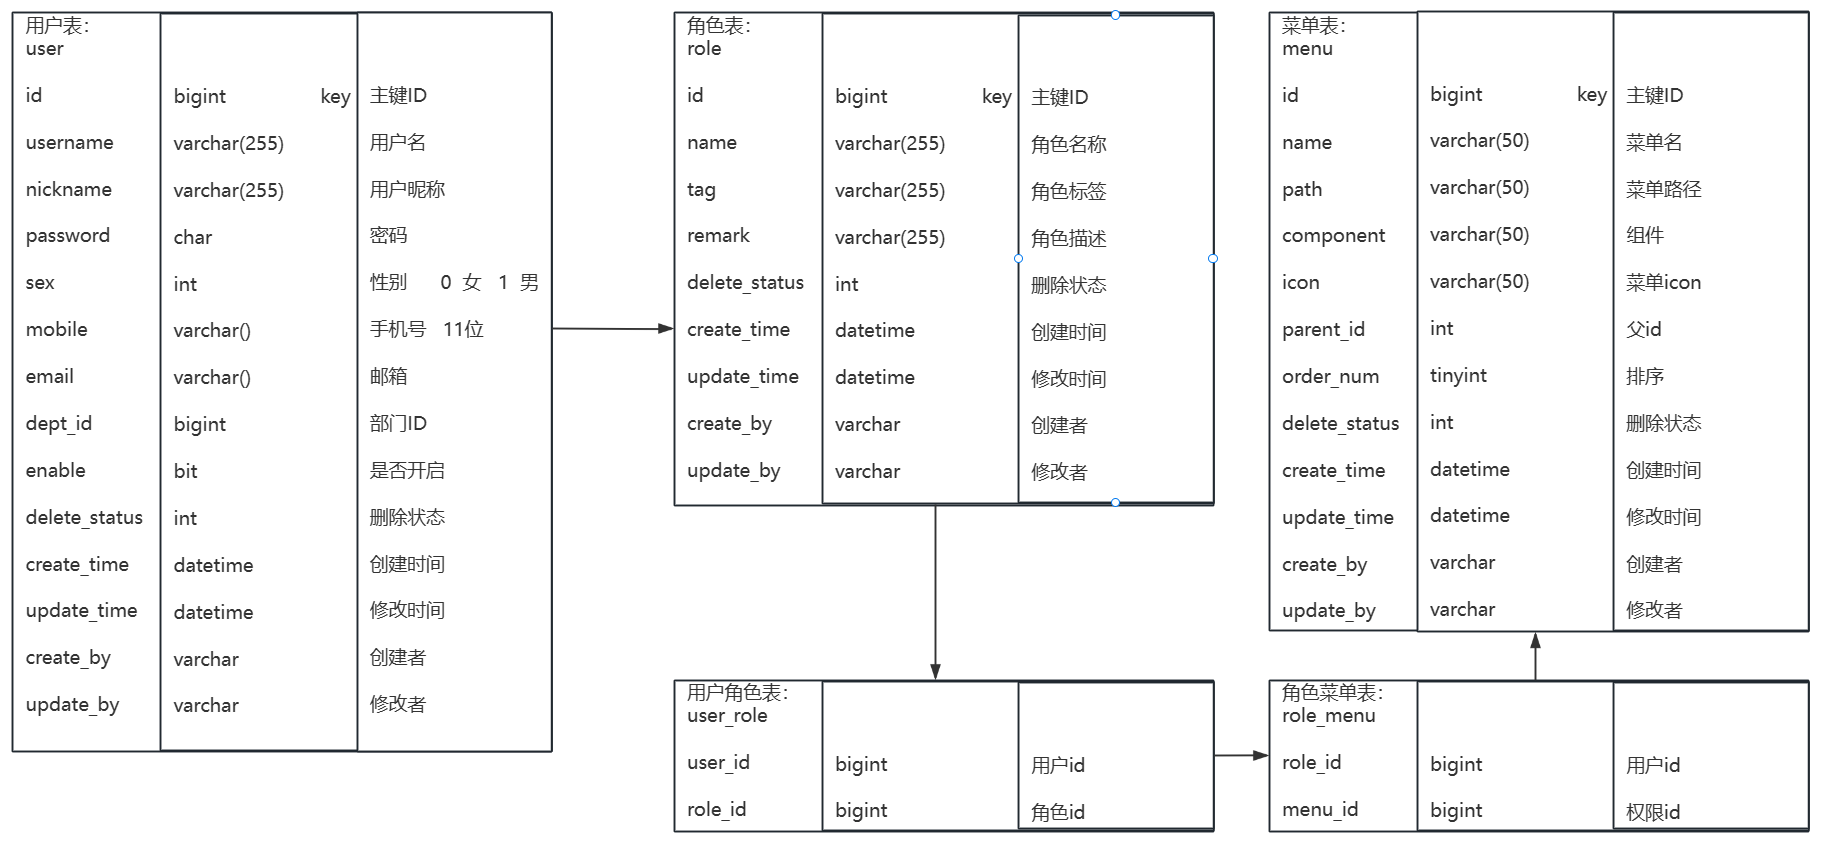 用户表：
user
id bigint key 主键ID
username varchar(255) 用户名
nickname varchar(255) 用户昵称
password char 密码
sex int 性别 0 女 1 男
mobile varchar() 手机号 11位
email varchar() 邮箱
dept_id bigint 部门ID
enable bit 是否开启
delete_status int 删除状态
create_time datetime 创建时间
update_time datetime 修改时间
create_by varchar 创建者
update_by varchar 修改者
角色表：
role
id bigint key 主键ID
name varchar(255) 角色名称
tag varchar(255) 角色标签
remark varchar(255) 角色描述
delete_status int 删除状态
create_time datetime 创建时间
update_time datetime 修改时间
create_by varchar 创建者
update_by varchar 修改者
菜单表：
menu
id bigint key 主键ID
name varchar(50) 菜单名
path varchar(50) 菜单路径
component varchar(50) 组件
icon varchar(50) 菜单icon
parent_id int 父id
order_num tinyint 排序
delete_status int 删除状态
create_time datetime 创建时间
update_time datetime 修改时间
create_by varchar 创建者
update_by varchar 修改者
用户角色表：
user_role
user_id bigint 用户id
role_id bigint 角色id
角色菜单表：
role_menu
role_id bigint 用户id
menu_id bigint 权限id